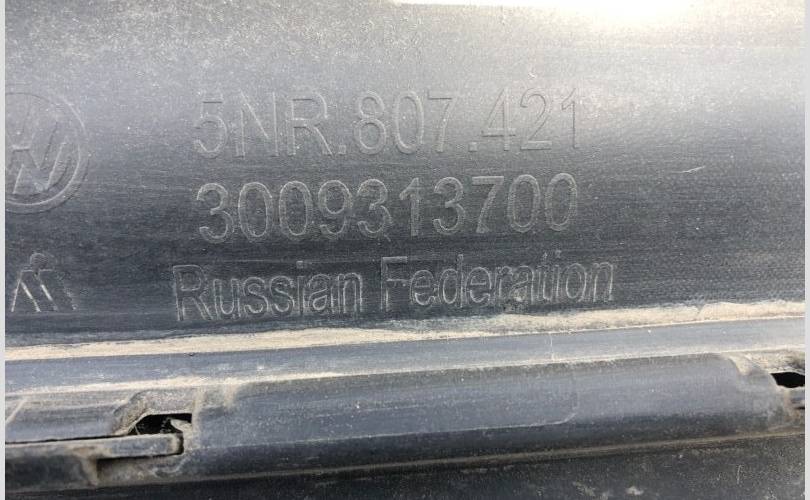 5NR.807.421
3009313700
Russian Federation